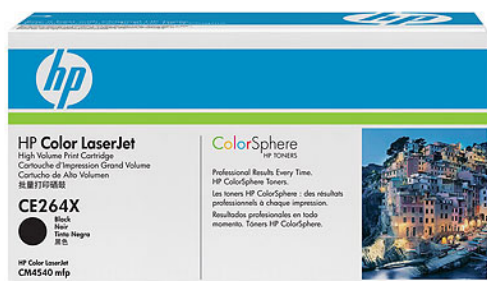 hp
HP Color LaserJet
High Volume Print Cartridge
Cartouche d'Impression Grand Volume
Cartucho de Alto Volumen
批量打印硒鼓
CE264X
Black
Noir
Tinta Negra
黑色
HP Color LaserJet
CM4540 mfp
ColorSphere
HP TONERS
Professional Results Every Time.
HP ColorSphere Toners.
Les toners HP ColorSphere : des résultats
professionnels à chaque impression.
Resultados profesionales en todo
momento. Tóners HP ColorSphere.